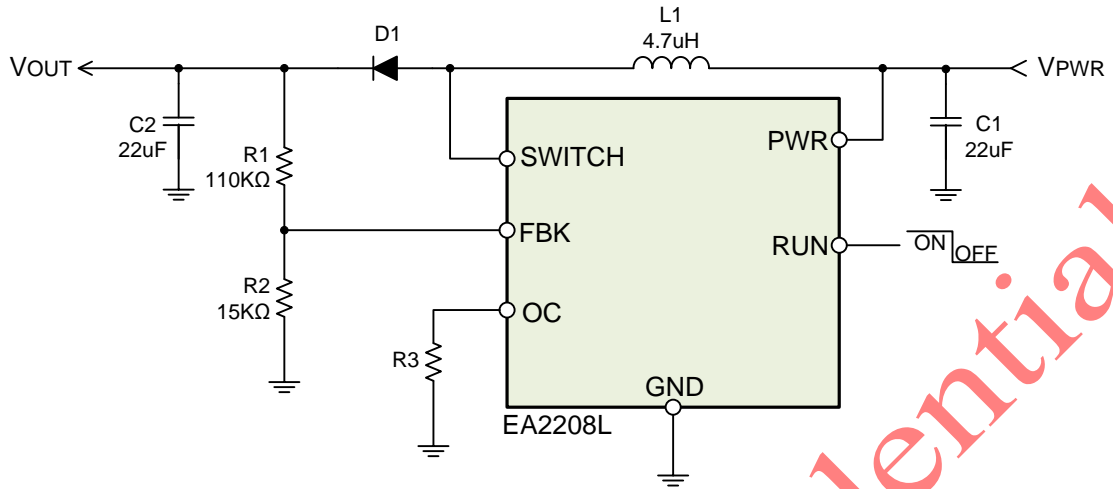 L1
4.7uH
D1
VOUT
VPWR
C2
22uF
R1
110KΩ
SWITCH
PWR
C1
22uF
FBK
RUN
ON
OFF
R2
15KΩ
OC
R3
GND
EA2208L
dential